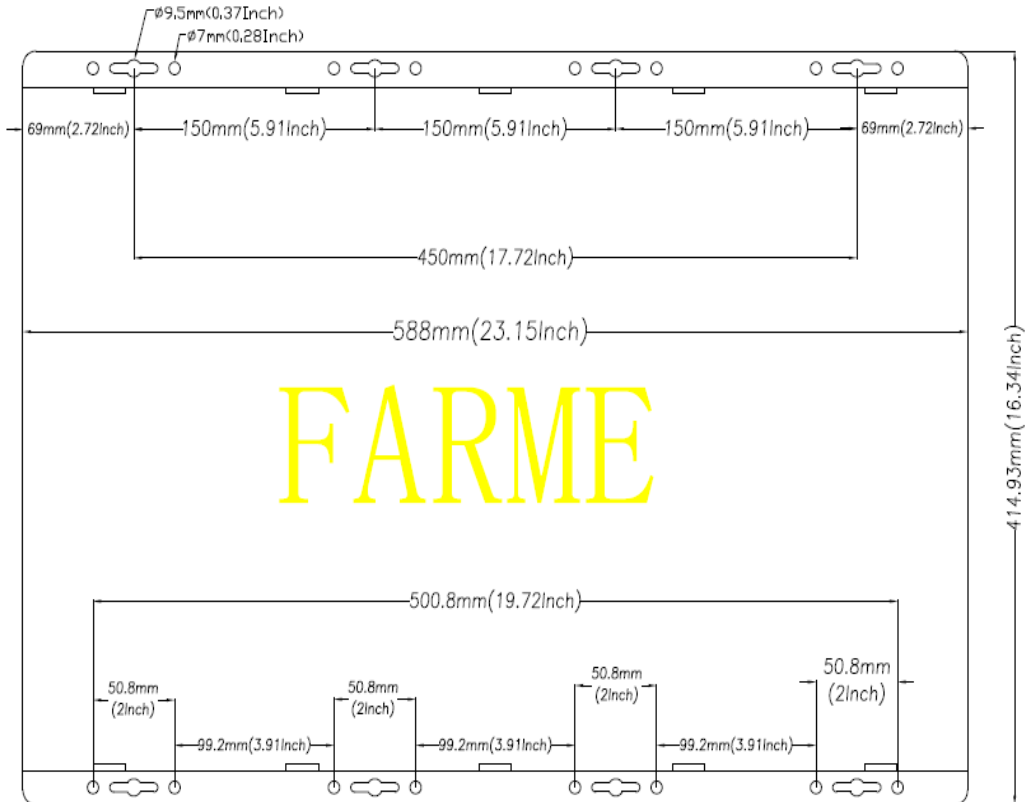 ø9.5mm(0.37Inch)
ø7mm(0.28Inch)
69mm(2.72Inch)
150mm(5.91Inch)
150mm(5.91Inch)
150mm(5.91Inch)
69mm(2.72Inch)
450mm(17.72Inch)
588mm(23.15Inch)
414.93mm(16.34Inch)
FARME
500.8mm(19.72Inch)
50.8mm
(2Inch)
50.8mm
(2Inch)
50.8mm
(2Inch)
50.8mm
(2Inch)
99.2mm(3.91Inch)
99.2mm(3.91Inch)
99.2mm(3.91Inch)